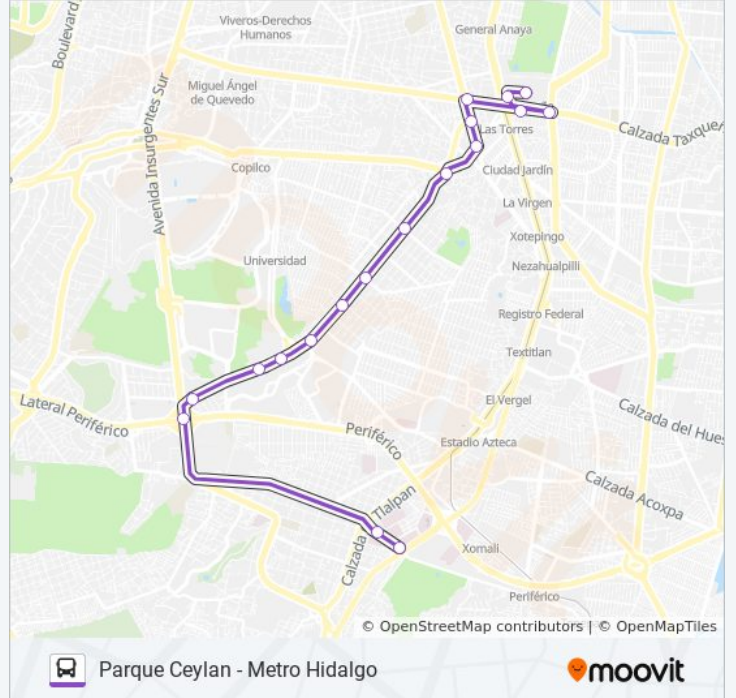 Viveros-Derechos
Humanos
General Anaya
Boulevard
Miguel Ángel
de Quevedo
Las Torres
Calzada Taxque
Avenida Insurgentes Sur
Copilco
Ciudad Jardín
La Virgen
Xotepingo
Universidad
Nezahualpilli
Registro Federal
Textitlan
Lateral Periférico
El Vergel
Calzada del Hues
Periférico
Estadio Azteca
Calzada Tlalpan
Calzada Acoxpa
Xomali
Periférico
© OpenStreetMap contributors | © OpenMapTiles
Parque Ceylan - Metro Hidalgo
moovit